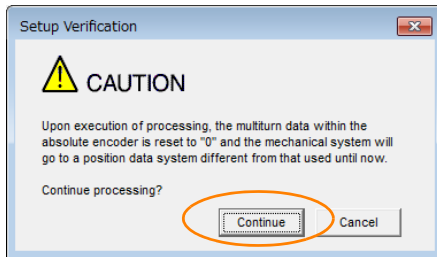 Setup Verification
CAUTION
Upon execution of processing, the multiturn data within the
absolute encoder is reset to "0" and the mechanical system will
go to a position data system different from that used until now.
Continue processing?
Continue Cancel